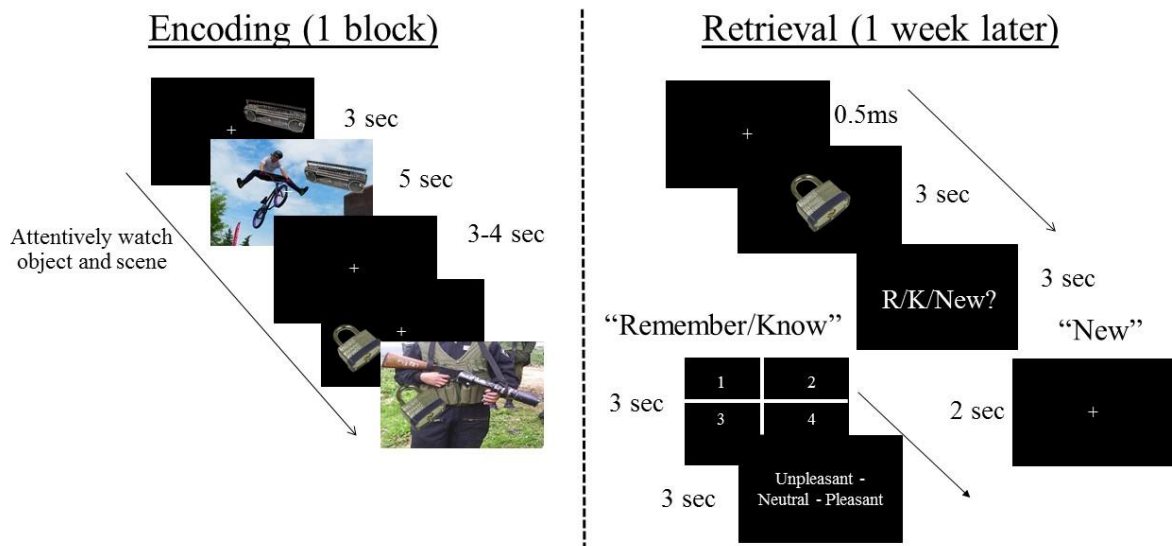 Encoding (1 block)
3 sec
5 sec
3-4 sec
Attentively watch
object and scene
Retrieval (1 week later)
0.5ms
3 sec
R/K/New?
3 sec
“Remember/Know”
“New”
1 2
3 4
3 sec
2 sec
Unpleasant -
Neutral - Pleasant
3 sec